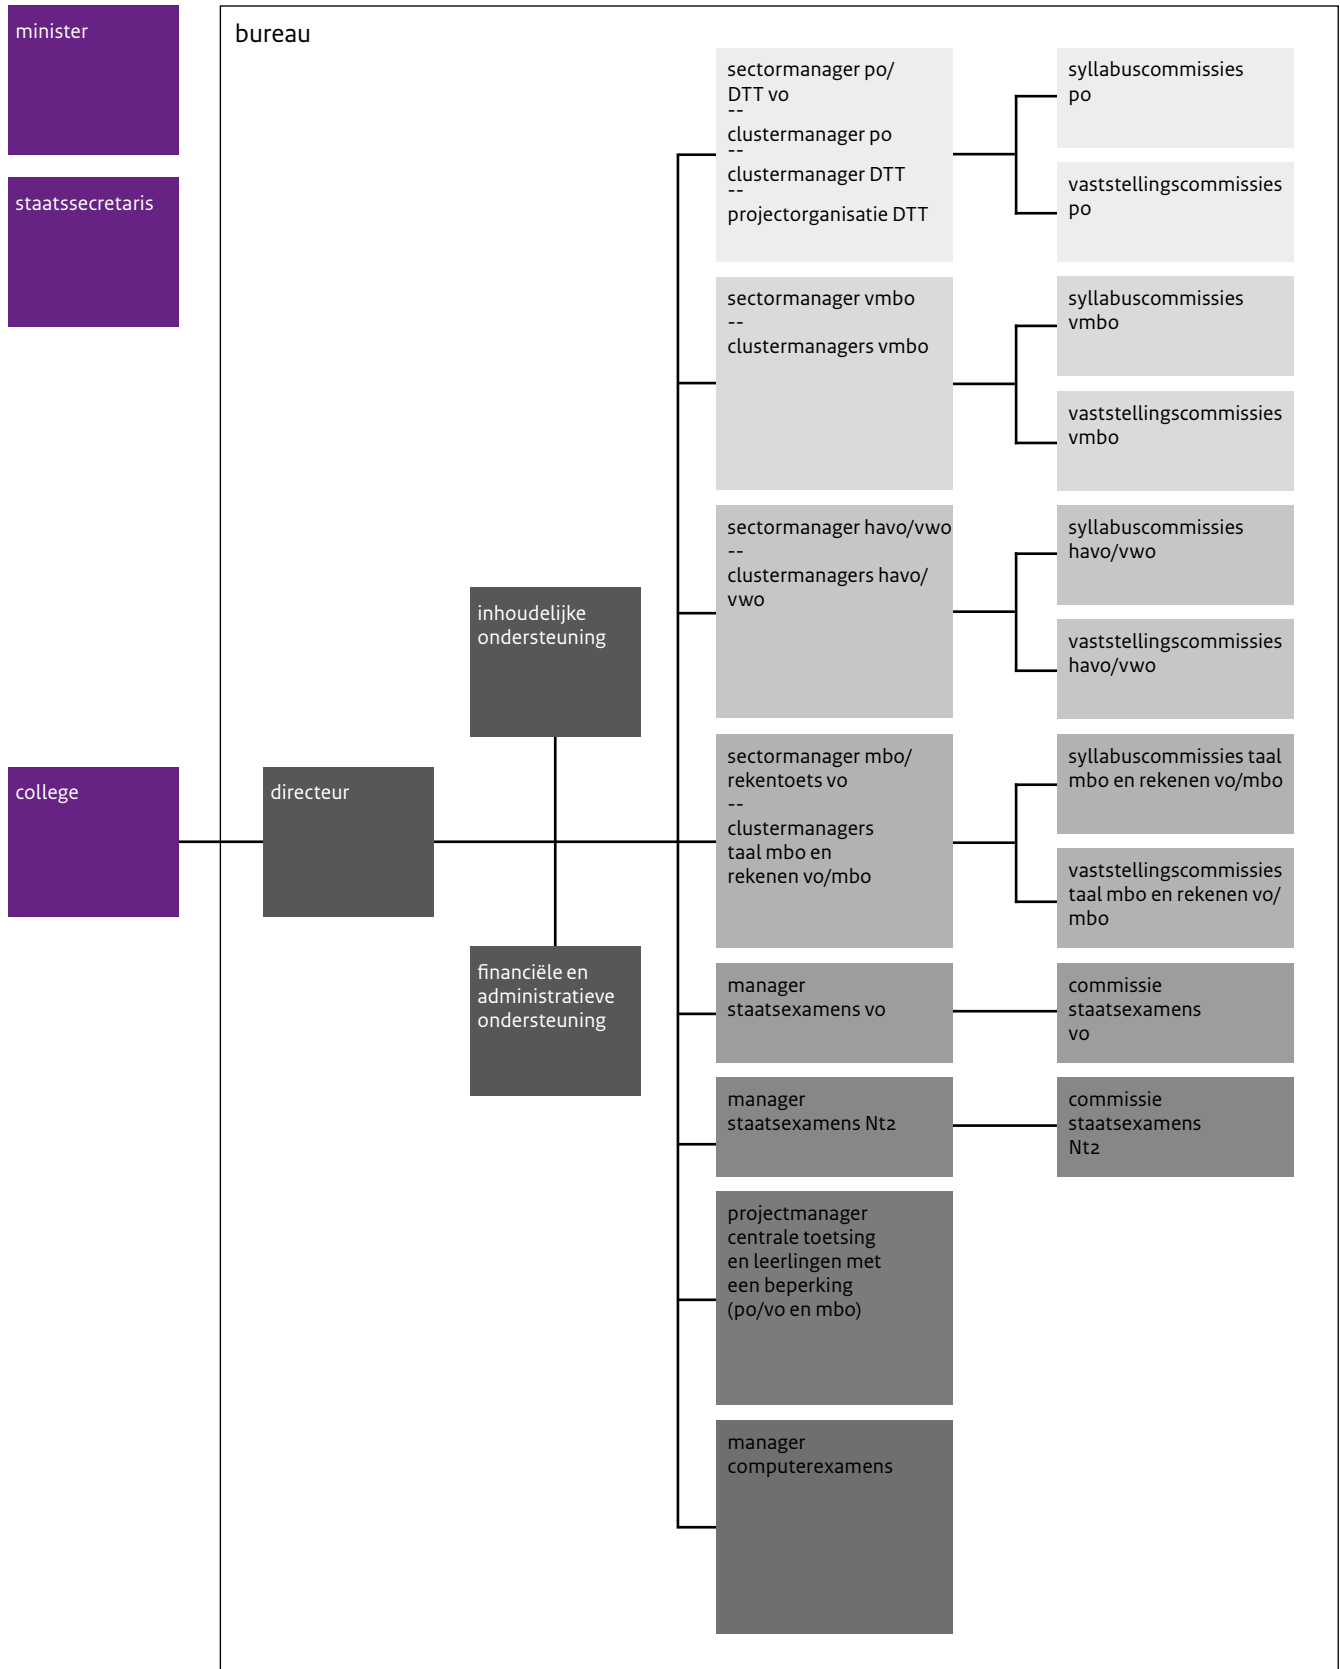 minister
staatssecretaris
college
bureau
directeur
inhoudelijke
ondersteuning
financiële en
administratieve
ondersteuning
sectormanager po/
DTT vo
--
clustermanager po
--
clustermanager DTT
--
projectorganisatie DTT
syllabuscommissies
po
vaststellingscommissies
po
sectormanager vmbo
--
clustermanagers vmbo
syllabuscommissies
vmbo
vaststellingscommissies
vmbo
sectormanager havo/vwo
--
clustermanagers havo/
vwo
syllabuscommissies
havo/vwo
vaststellingscommissies
havo/vwo
sectormanager mbo/
rekentoets vo
--
clustermanagers
taal mbo en
rekenen vo/mbo
syllabuscommissies taal
mbo en rekenen vo/mbo
vaststellingscommissies
taal mbo en rekenen vo/
mbo
manager
staatsexamens vo
commissie
staatsexamens
vo
manager
staatsexamens Nt2
commissie
staatsexamens
Nt2
projectmanager
centrale toetsing
en leerlingen met
een beperking
(po/vo en mbo)
manager
computerexamens